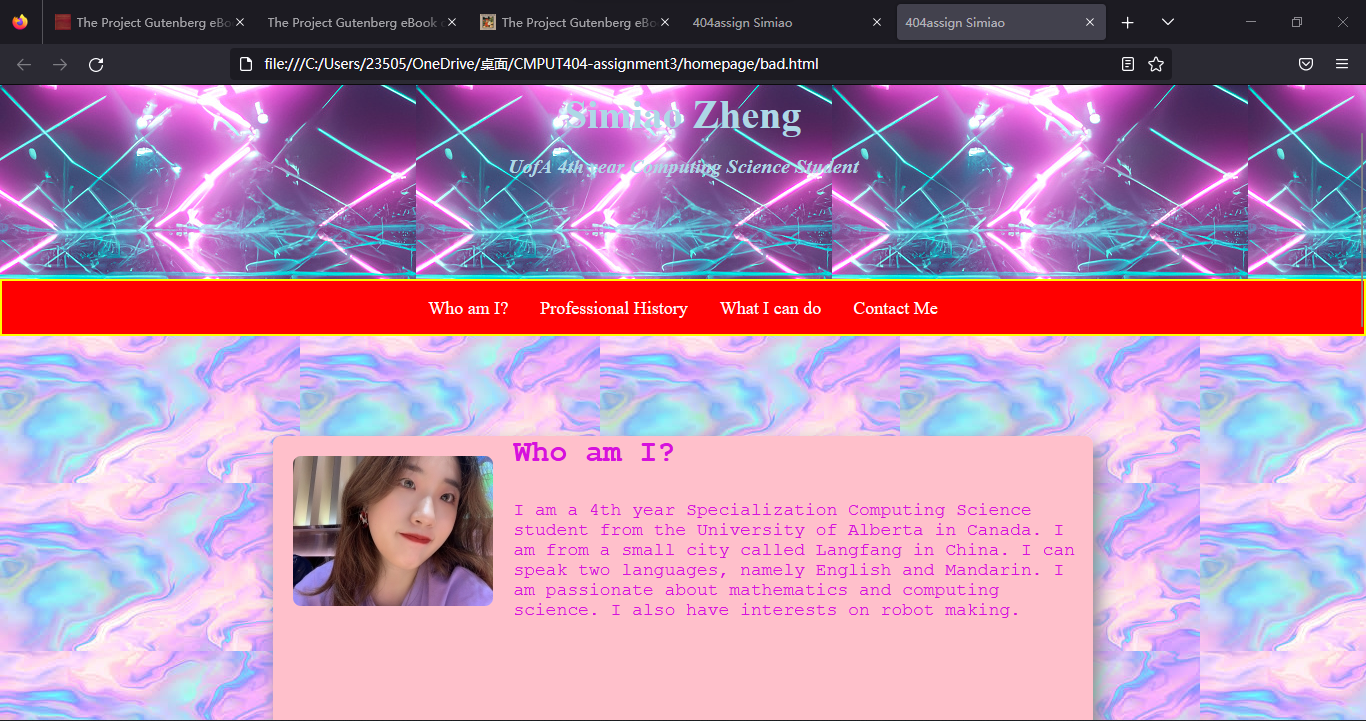 The Project Gutenberg eBo
The Project Gutenberg eBook
The Project Gutenberg eBo
404assign Simiao
404assign Simiao
file:///C:/Users/23505/OneDrive/桌面/CMPUT404-assignment3/homepage/bad.html
Simiao Zheng
UofA 4th year Computing Science Student
Who am I?
Professional History
What I can do
Contact Me
Who am I?
I am a 4th year Specialization Computing Science
student from the University of Alberta in Canada. I
am from a small city called Langfang in China. I can
speak two languages, namely English and Mandarin. I
am passionate about mathematics and computing
science. I also have interests on robot making.